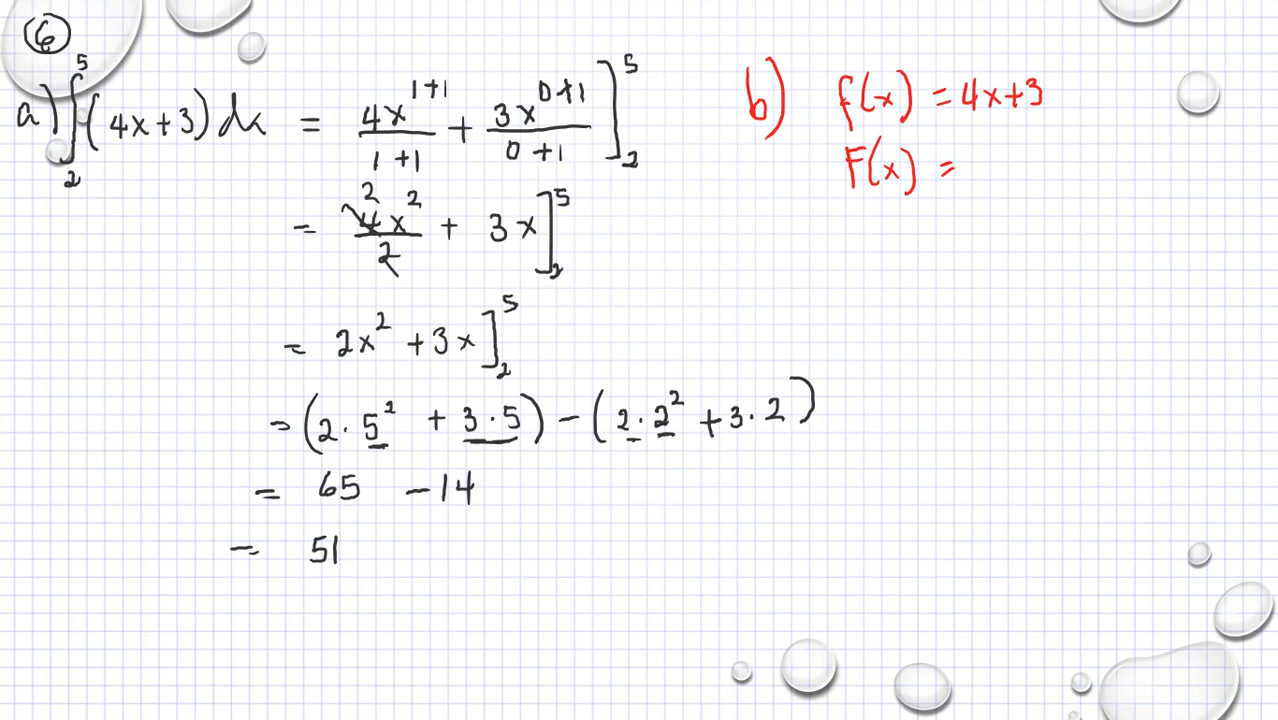 6
a) ∫₂⁵ (4x+3) dx = 4x^(1+1)/(1+1) + 3x^(0+1)/(0+1) ]₂⁵
= 4x²/2 + 3x ]₂⁵
2
= 2x² + 3x ]₂⁵
= (2·5² + 3·5) − (2·2² + 3·2)
= 65 − 14
= 51
b) f(x) = 4x+3
F(x) =